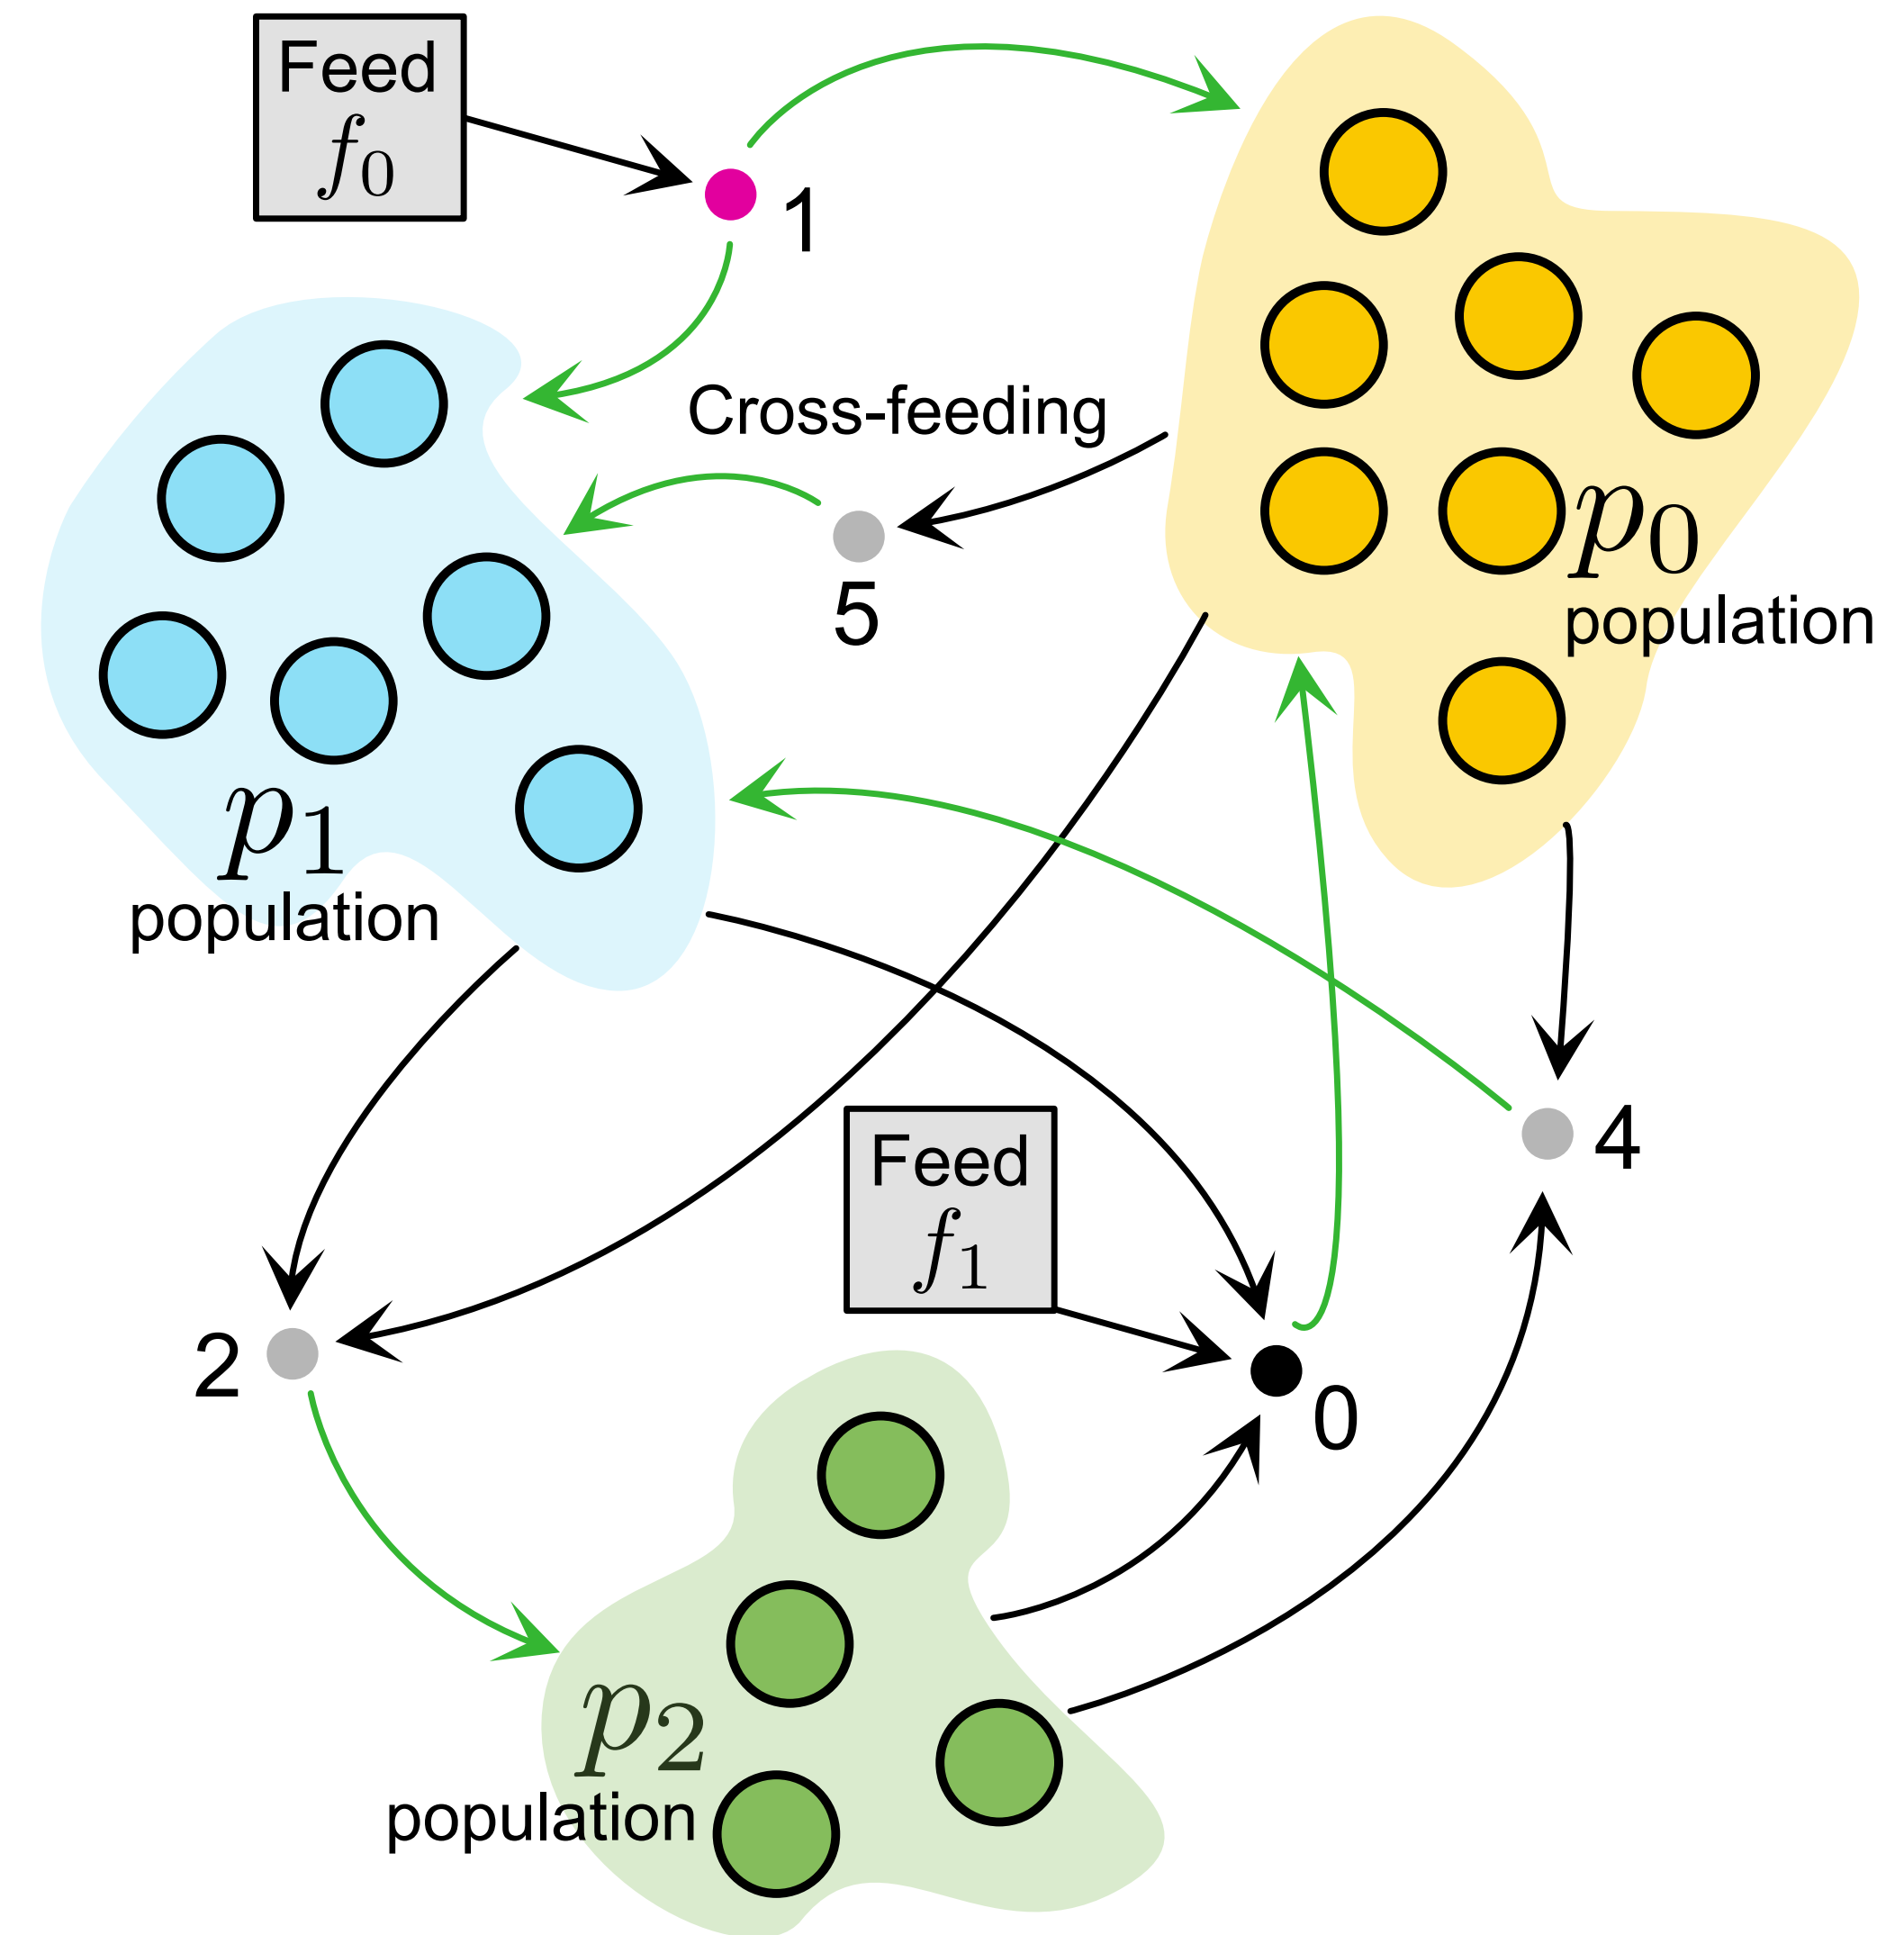 Feed
f0
1
Cross-feeding
5
p0
population
p1
population
4
Feed
f1
2
0
p2
population